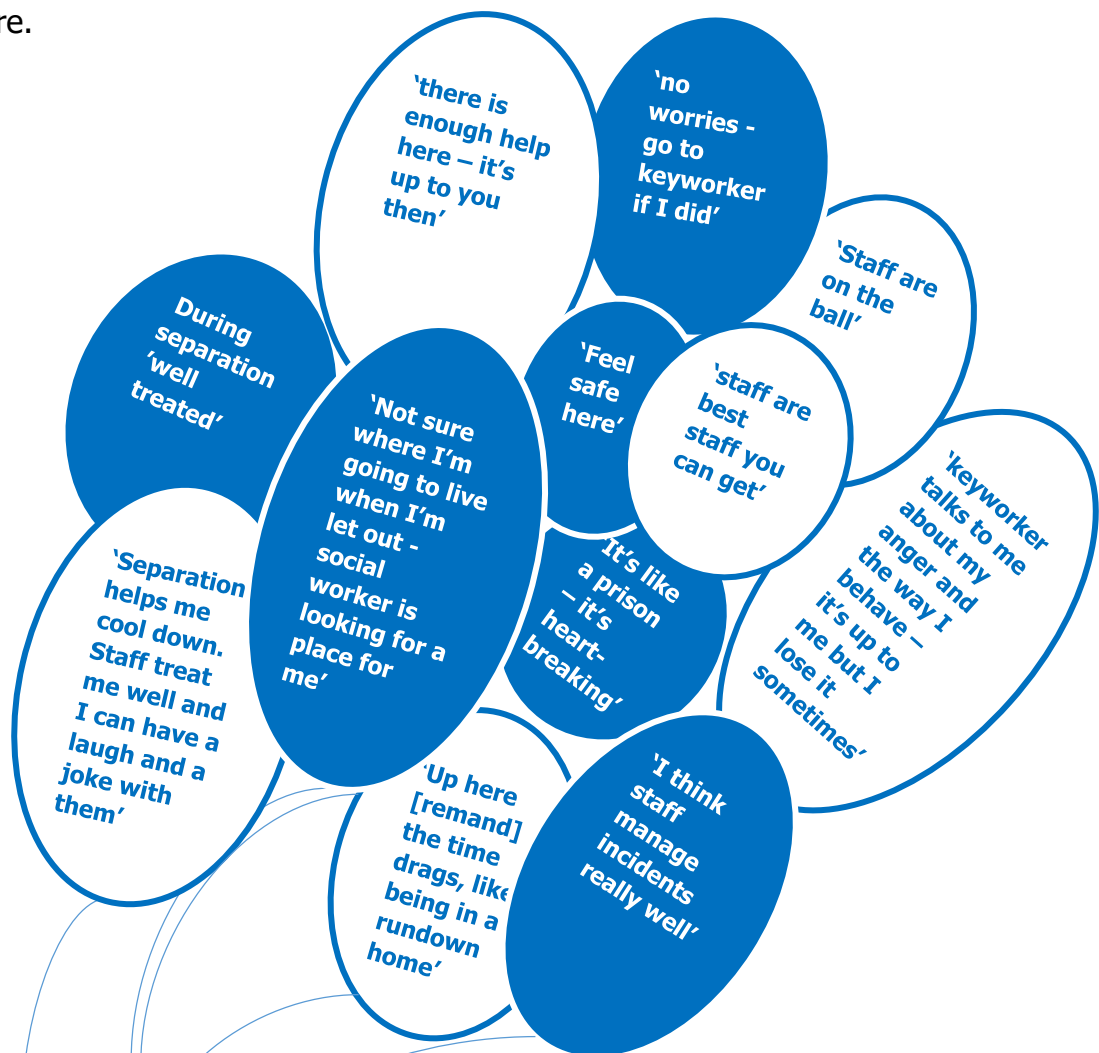 re.
‘there is
enough help
here – it’s
up to you
then’
‘no
worries -
go to
keyworker
if I did’
‘Staff are
on the
ball’
During
separation
‘well
treated’
‘Not sure
where I’m
going to live
when I’m
let out -
social
worker is
looking for a
place for
me’
‘Feel
safe
here’
‘staff are
best
staff you
can get’
‘keyworker
talks to me
about my
anger and
the way I
behave –
it’s up to
me but I
lose it
sometimes’
‘Separation
helps me
cool down.
Staff treat
me well and
I can have a
laugh and a
joke with
them’
It’s like
a prison
– it’s
heart-
breaking’
‘Up here
[remand]
the time
drags, like
being in a
rundown
home’
‘I think
staff
manage
incidents
really well’